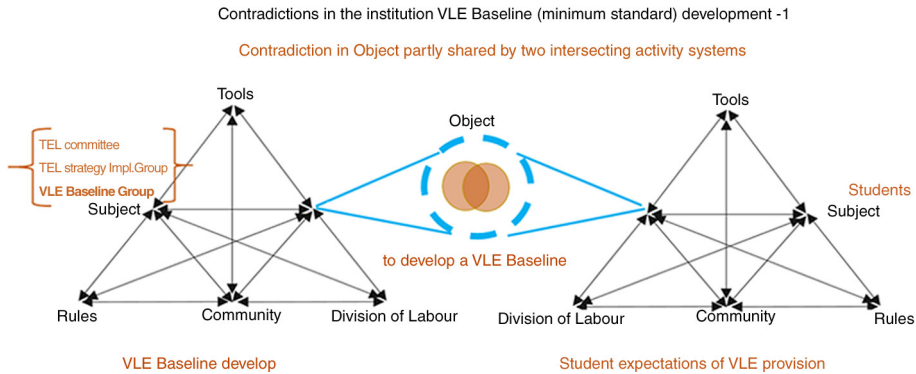 Contradictions in the institution VLE Baseline (minimum standard) development -1
Contradiction in Object partly shared by two intersecting activity systems
Tools
TEL committee
TEL strategy Impl.Group
VLE Baseline Group
Subject
Rules
Community
Division of Labour
VLE Baseline develop
Object
to develop a VLE Baseline
Tools
Students
Subject
Division of Labour
Community
Rules
Student expectations of VLE provision